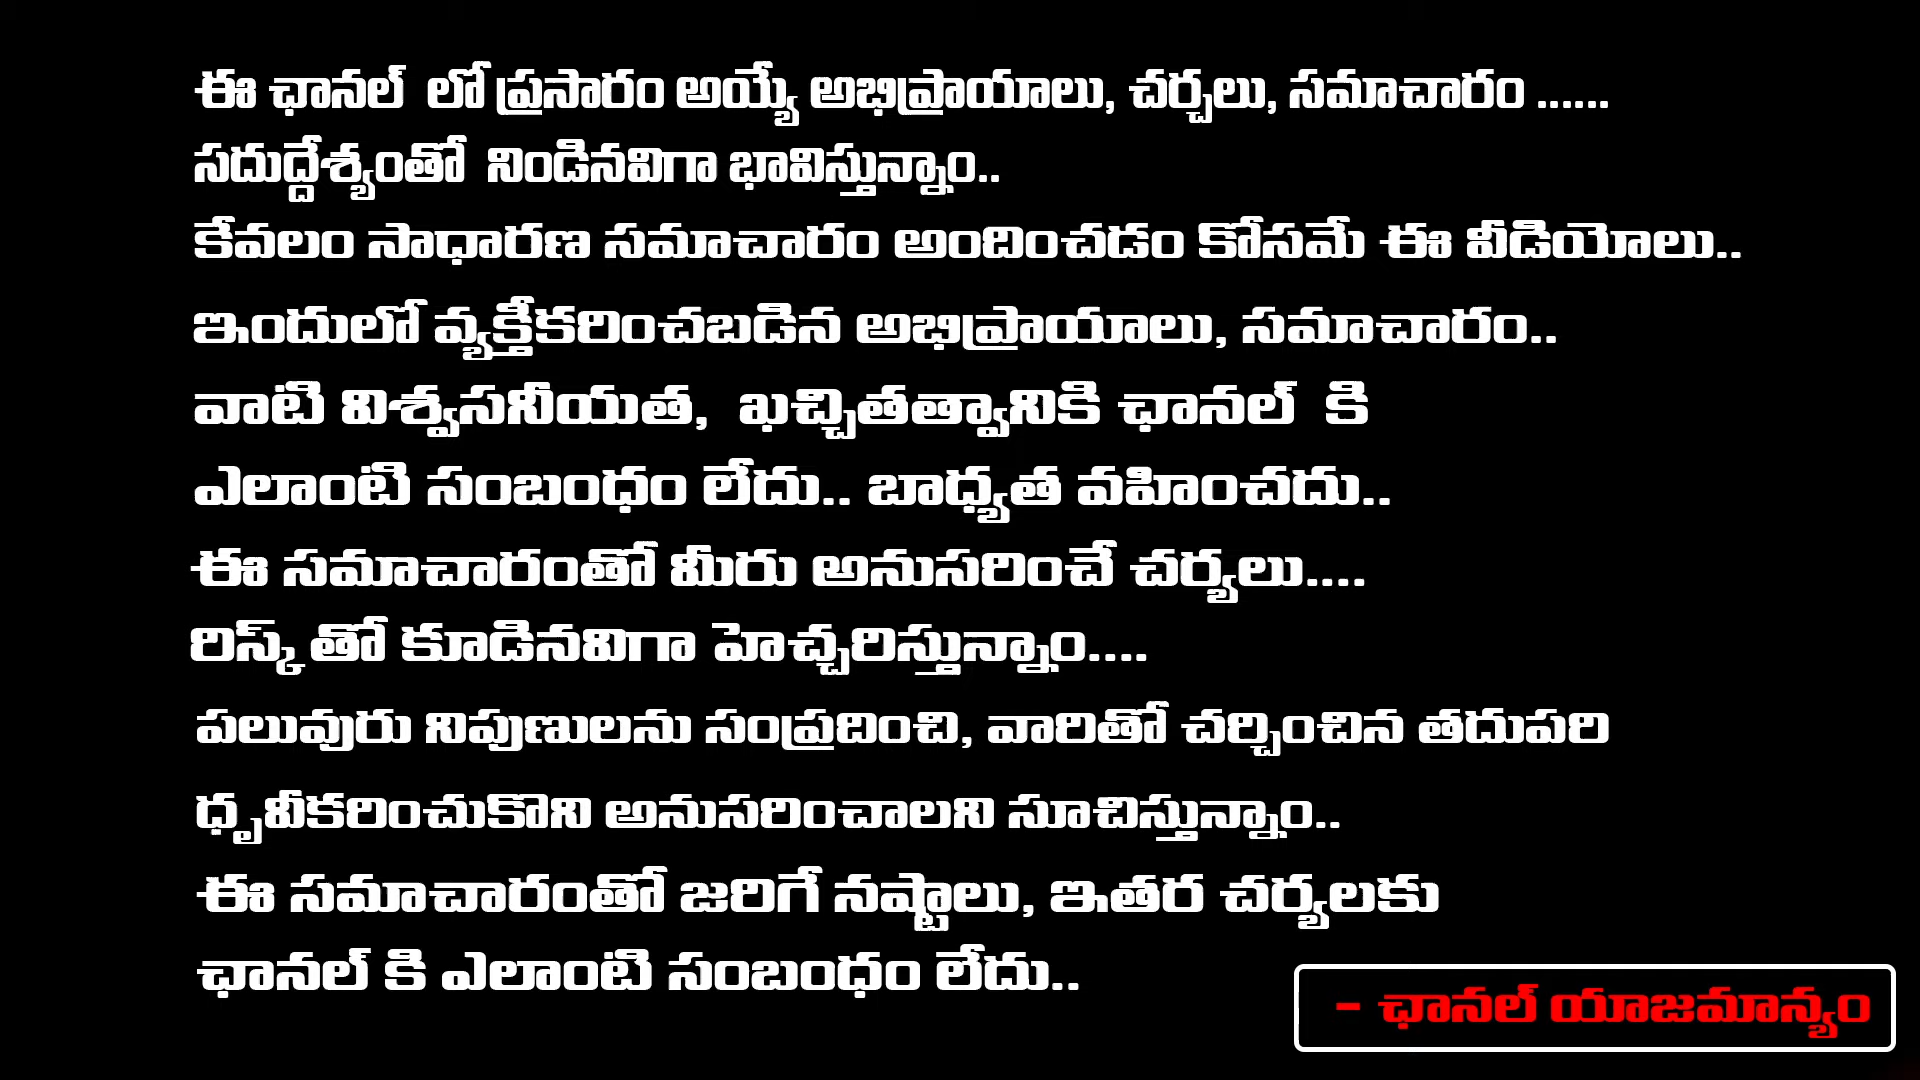 ఈ ఛానల్ లో ప్రసారం అయ్యే అభిప్రాయాలు, చర్చలు, సమాచారం ......
సదుద్దేశ్యంతో నిండినవిగా భావిస్తున్నాం..
కేవలం సాధారణ సమాచారం అందించడం కోసమే ఈ వీడియోలు..
ఇందులో వ్యక్తీకరించబడిన అభిప్రాయాలు, సమాచారం..
వాటి విశ్వసనీయత, ఖచ్చితత్వానికి ఛానల్ కి
ఎలాంటి సంబంధం లేదు.. బాధ్యత వహించదు..
ఈ సమాచారంతో మీరు అనుసరించే చర్యలు....
రిస్క్ తో కూడినవిగా హెచ్చరిస్తున్నాం....
పలువురు నిపుణులను సంప్రదించి, వారితో చర్చించిన తదుపరి
ధృవీకరించుకొని అనుసరించాలని సూచిస్తున్నాం..
ఈ సమాచారంతో జరిగే నష్టాలు, ఇతర చర్యలకు
ఛానల్ కి ఎలాంటి సంబంధం లేదు..
- ఛానల్ యాజమాన్యం